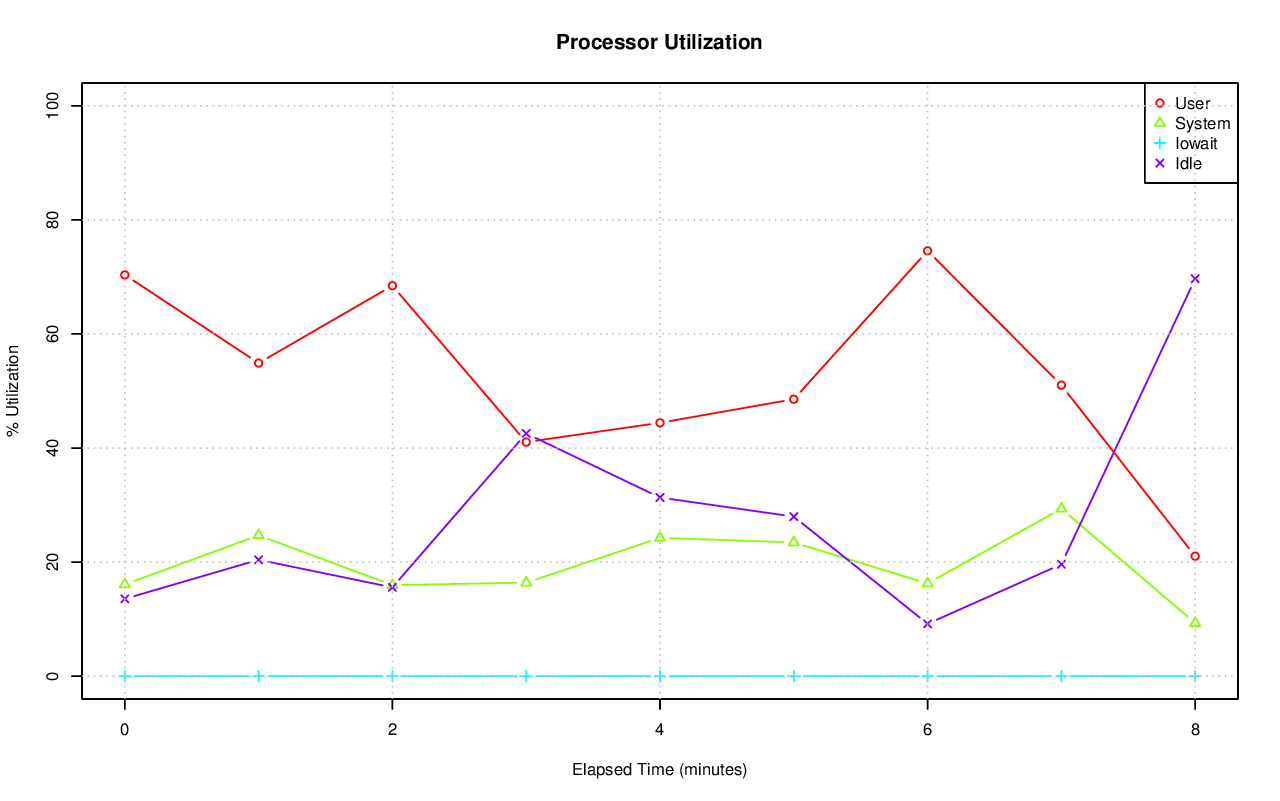 Processor Utilization
% Utilization
100
80
60
40
20
0
User
System
Iowait
Idle
0 2 4 6 8
Elapsed Time (minutes)